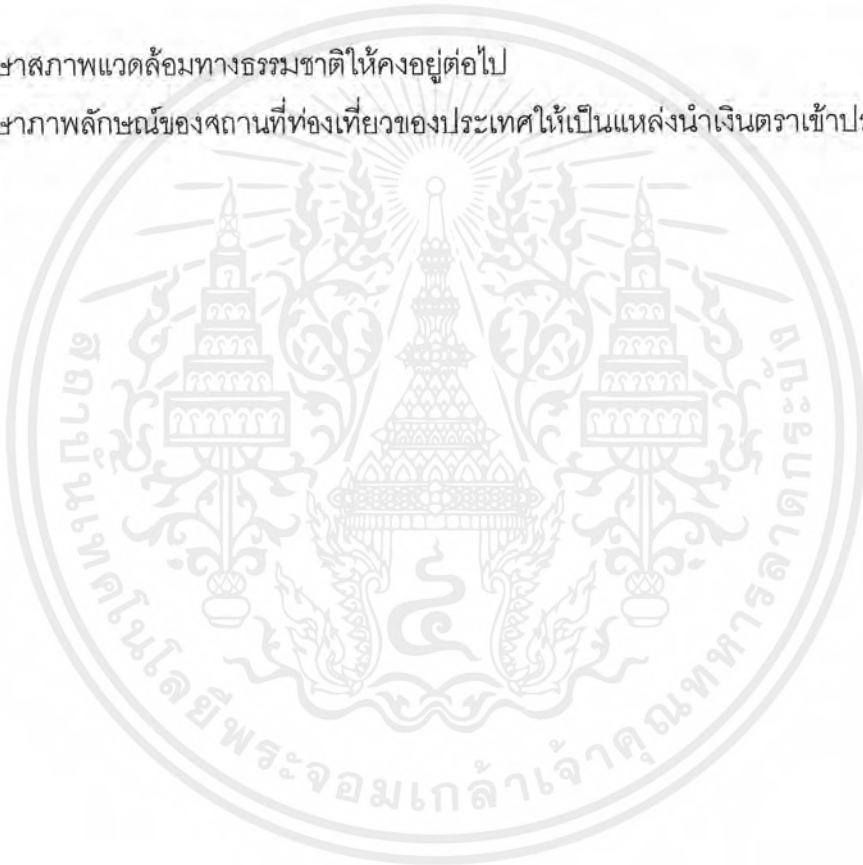 ษาสภาพแวดล้อมทางธรรมชาติให้คงอยู่ต่อไป
ษาภาพลักษณ์ของสถานที่ท่องเที่ยวของประเทศให้เป็นแหล่งนำเงินตราเข้าปร
สถาบันเทคโนโลยีพระจอมเกล้าเจ้าคุณทหารลาดกระบัง
๔